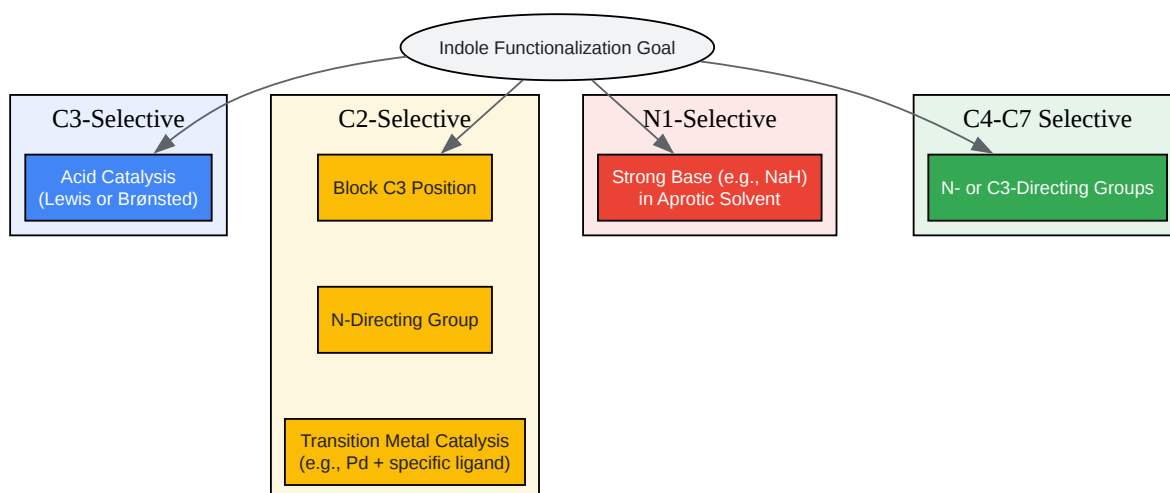 Indole Functionalization Goal
C3-Selective
Acid Catalysis
(Lewis or Brønsted)
C2-Selective
Block C3 Position
N-Directing Group
Transition Metal Catalysis
(e.g., Pd + specific ligand)
N1-Selective
Strong Base (e.g., NaH)
in Aprotic Solvent
C4-C7 Selective
N- or C3-Directing Groups